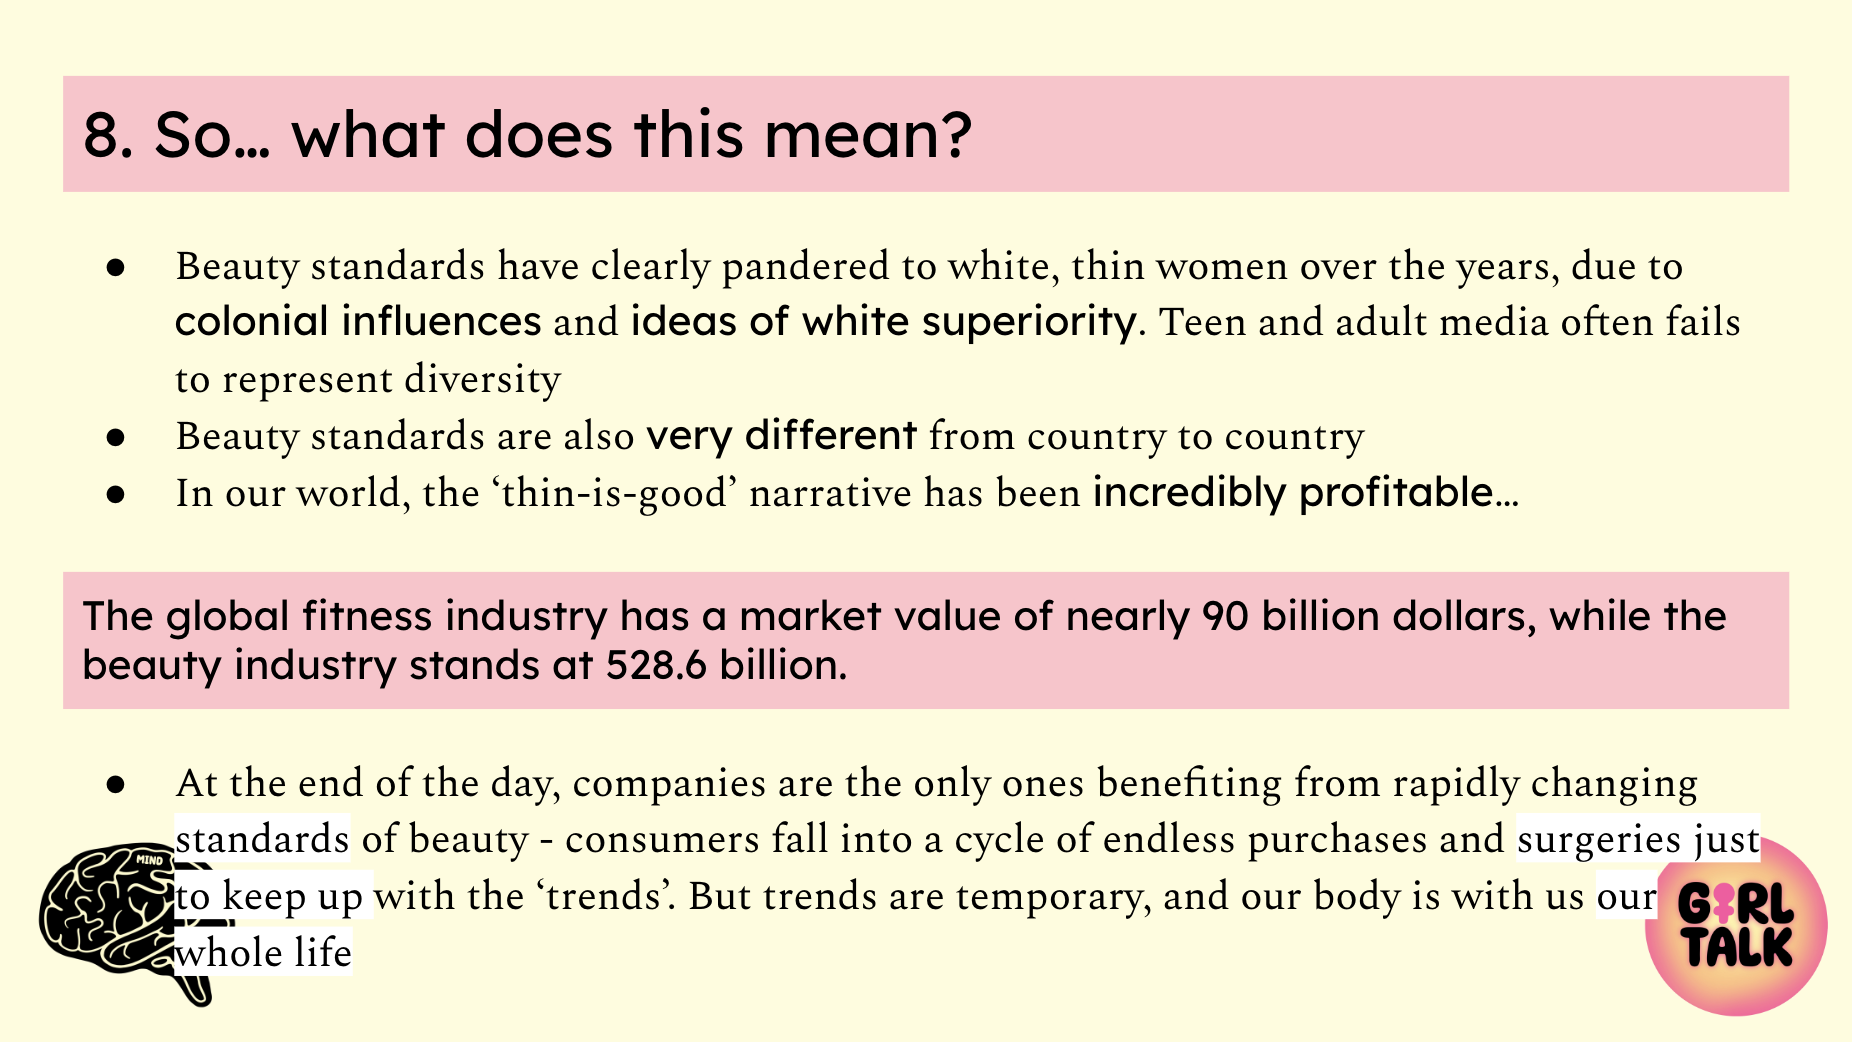 8. So… what does this mean?
● Beauty standards have clearly pandered to white, thin women over the years, due to
colonial influences and ideas of white superiority. Teen and adult media often fails
to represent diversity
● Beauty standards are also very different from country to country
● In our world, the ‘thin-is-good’ narrative has been incredibly profitable…
The global fitness industry has a market value of nearly 90 billion dollars, while the
beauty industry stands at 528.6 billion.
● At the end of the day, companies are the only ones benefiting from rapidly changing
standards of beauty - consumers fall into a cycle of endless purchases and surgeries just
to keep up with the ‘trends’. But trends are temporary, and our body is with us our
whole life
MIND
GIRL
TALK